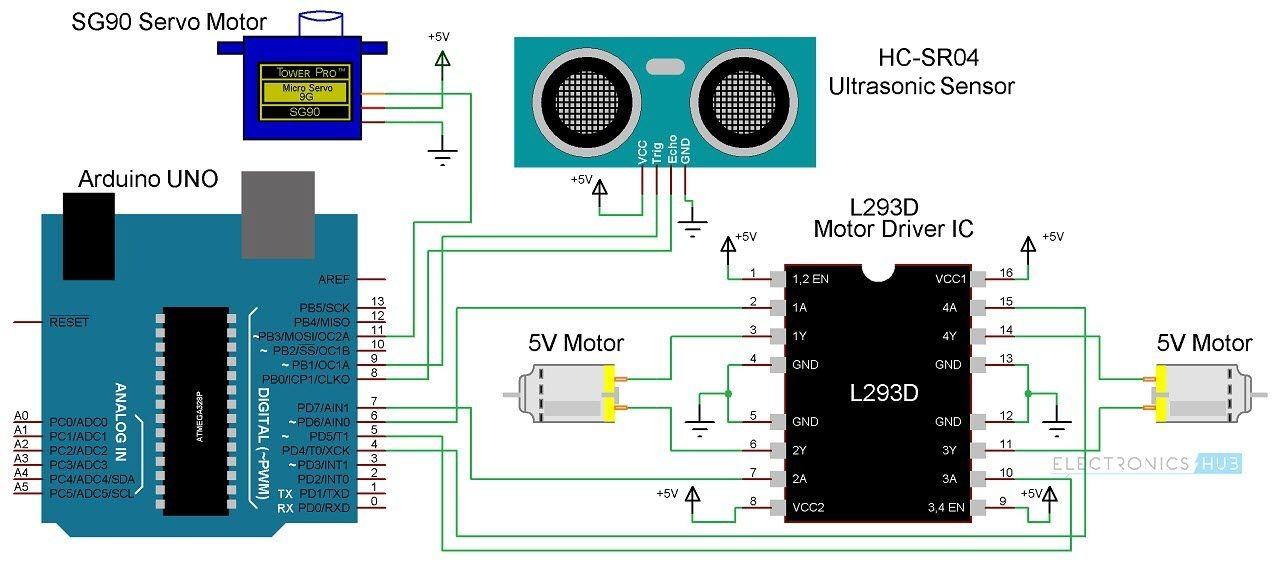 SG90 Servo Motor
+5V
TOWER PRO™
Micro Servo
9G
SG90
HC-SR04
Ultrasonic Sensor
VCC
Trig
Echo
GND
+5V
Arduino UNO
AREF
RESET
PB5/SCK 13
PB4/MISO 12
~PB3/MOSI/OC2A 11
~ PB2/SS/OC1B 10
~ PB1/OC1A 9
PB0/ICP1/CLKO 8
PD7/AIN1 7
~ PD6/AIN0 6
~ PD5/T1 5
PD4/T0/XCK 4
~ PD3/INT1 3
PD2/INT0 2
TX PD1/TXD 1
RX PD0/RXD 0
DIGITAL (~PWM)
ATMEGA328P
ANALOG IN
A0 PC0/ADC0
A1 PC1/ADC1
A2 PC2/ADC2
A3 PC3/ADC3
A4 PC4/ADC4/SDA
A5 PC5/ADC5/SCL
L293D
Motor Driver IC
+5V
+5V
1 1,2 EN VCC1 16
2 1A 4A 15
3 1Y 4Y 14
4 GND GND 13
L293D
5 GND GND 12
6 2Y 3Y 11
7 2A 3A 10
8 VCC2 3,4 EN 9
5V Motor
5V Motor
+5V
+5V
ELECTRONICS HUB